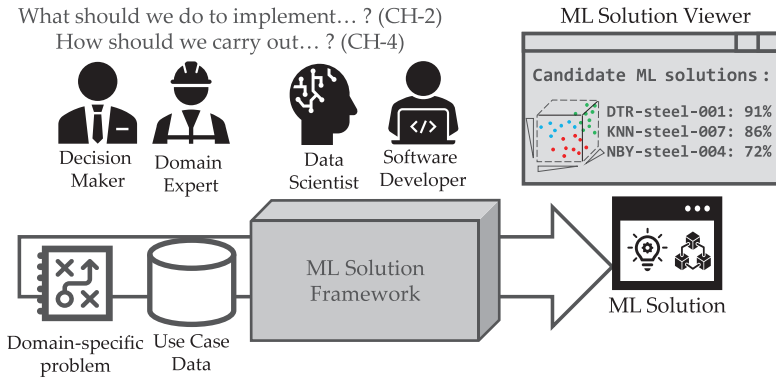 What should we do to implement… ? (CH-2)
How should we carry out… ? (CH-4)
ML Solution Viewer
Candidate ML solutions:
DTR-steel-001: 91%
KNN-steel-007: 86%
NBY-steel-004: 72%
</>
Decision
Maker
Domain
Expert
Data
Scientist
Software
Developer
ML Solution
Framework
ML Solution
Domain-specific
problem
Use Case
Data